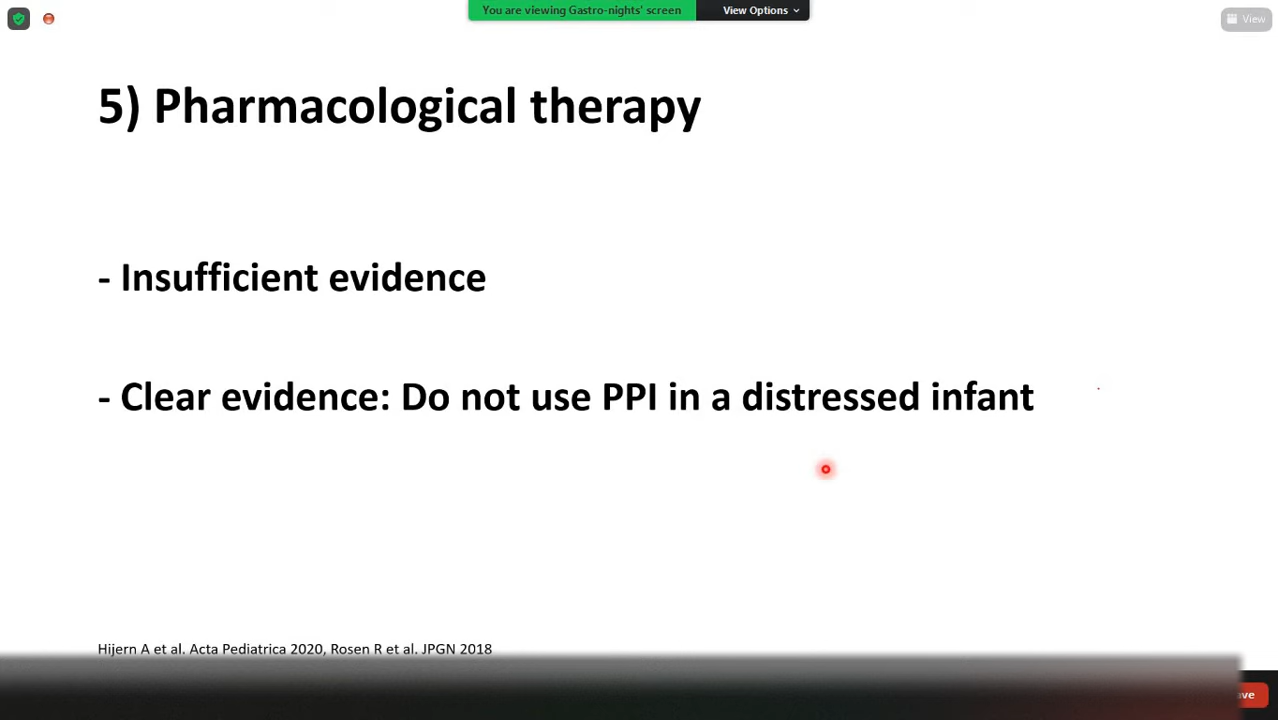 You are viewing Gastro-nights' screen
View Options
View
5) Pharmacological therapy
- Insufficient evidence
- Clear evidence: Do not use PPI in a distressed infant
Hijern A et al. Acta Pediatrica 2020, Rosen R et al. JPGN 2018